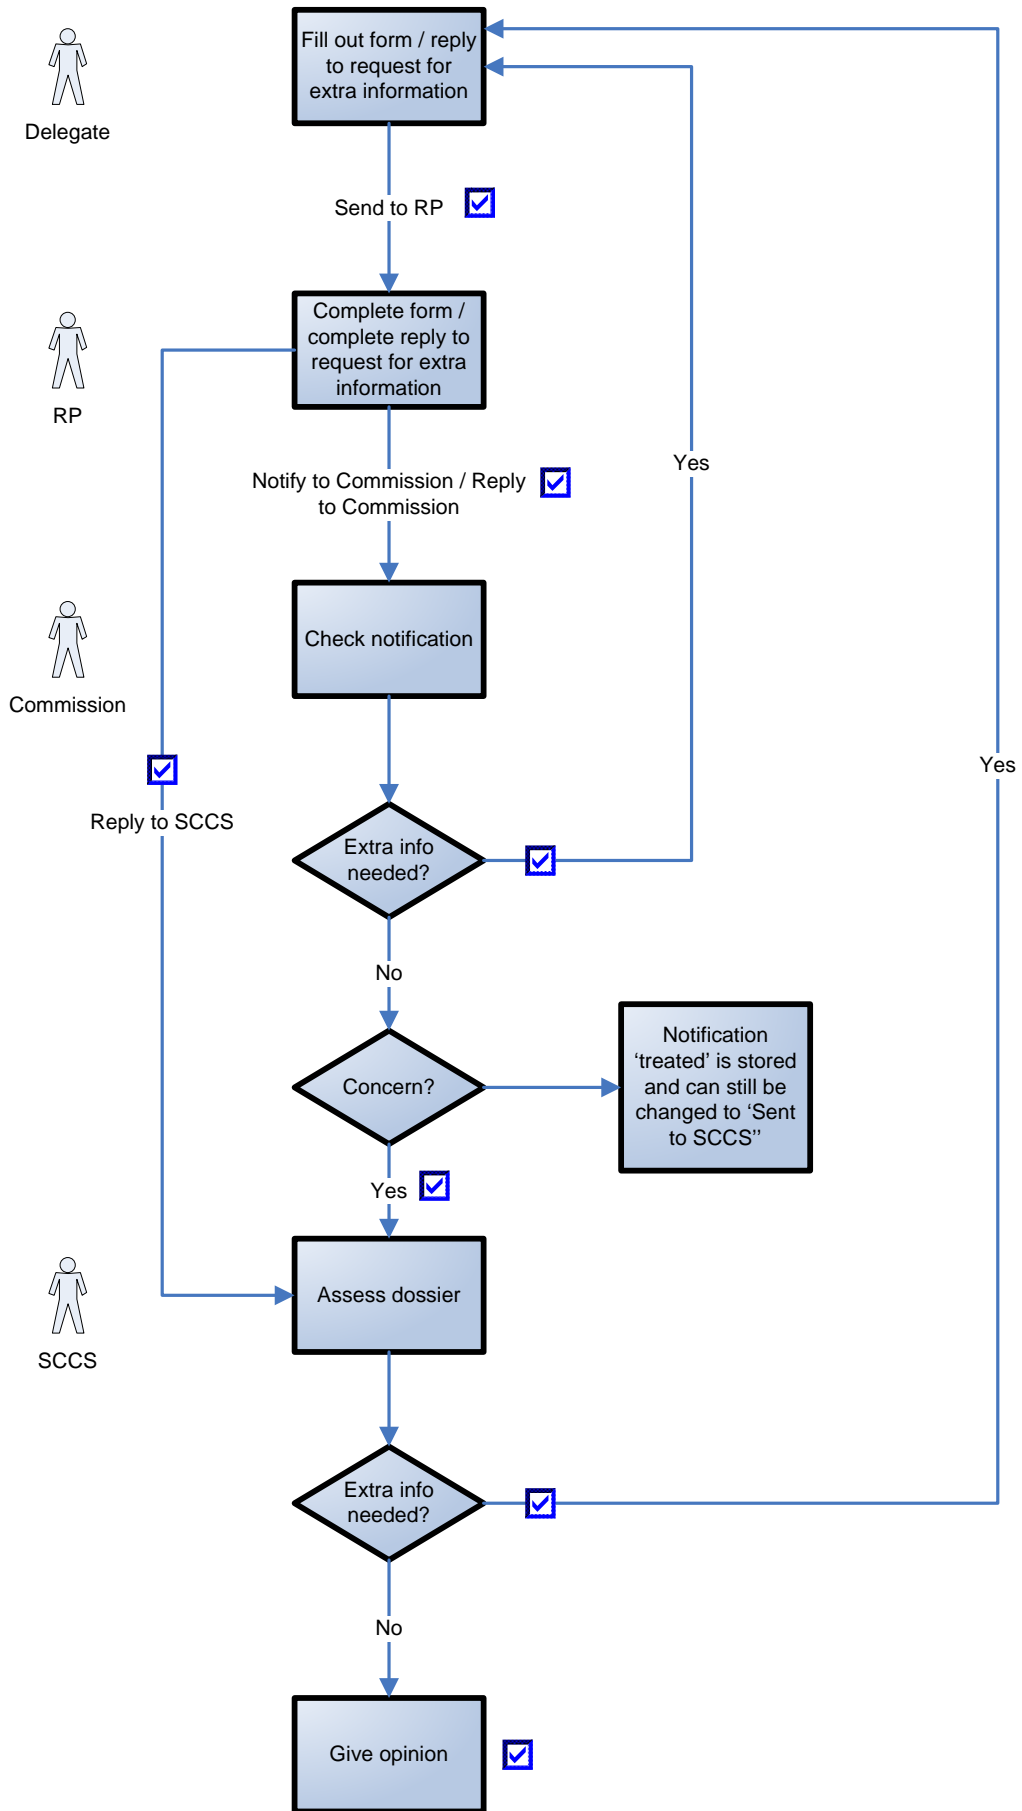 Fill out form / reply
to request for
extra information
Delegate
Send to RP
Complete form /
complete reply to
request for extra
information
RP
Yes
Notify to Commission / Reply
to Commission
Check notification
Commission
Yes
Reply to SCCS
Extra info
needed?
No
Notification
‘treated’ is stored
and can still be
changed to ‘Sent
to SCCS’’
Concern?
Yes
Assess dossier
SCCS
Extra info
needed?
No
Give opinion